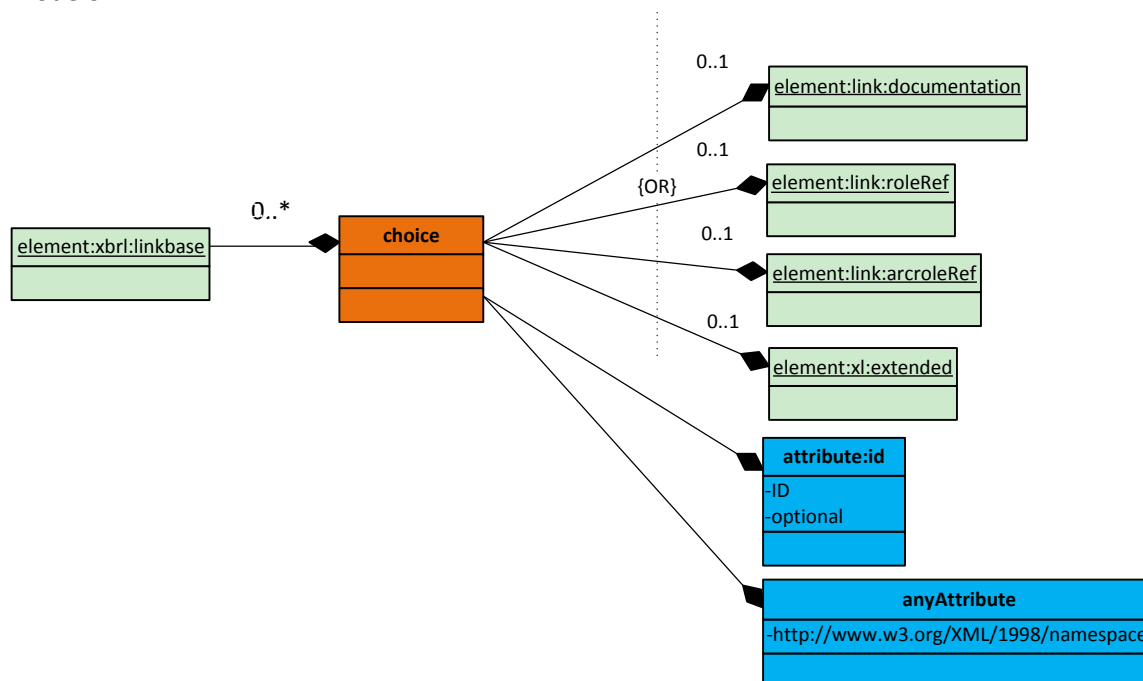 0..1
element:link:documentation
0..1
{OR}
element:link:roleRef
0..*
element:xbrl:linkbase
choice
0..1
element:link:arcroleRef
0..1
element:xl:extended
attribute:id
-ID
-optional
anyAttribute
-http://www.w3.org/XML/1998/namespace